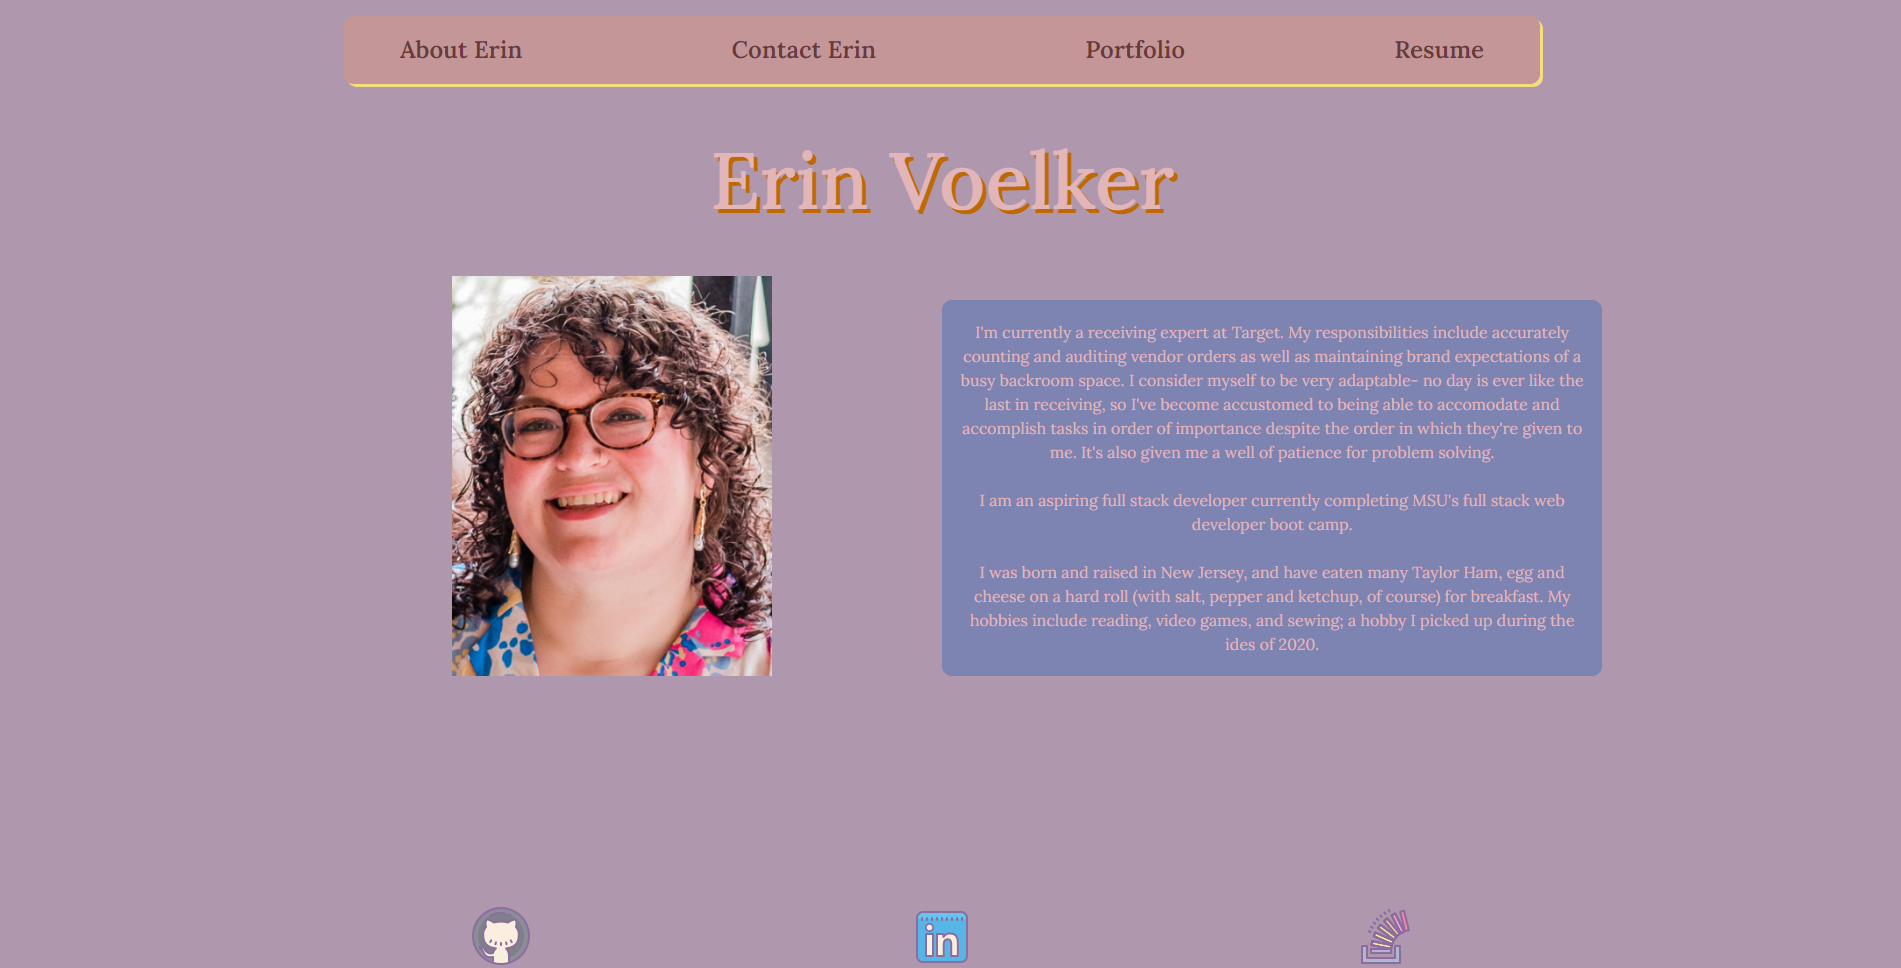 About Erin
Contact Erin
Portfolio
Resume
Erin Voelker
I'm currently a receiving expert at Target. My responsibilities include accurately
counting and auditing vendor orders as well as maintaining brand expectations of a
busy backroom space. I consider myself to be very adaptable- no day is ever like the
last in receiving, so I've become accustomed to being able to accomodate and
accomplish tasks in order of importance despite the order in which they're given to
me. It's also given me a well of patience for problem solving.
I am an aspiring full stack developer currently completing MSU's full stack web
developer boot camp.
I was born and raised in New Jersey, and have eaten many Taylor Ham, egg and
cheese on a hard roll (with salt, pepper and ketchup, of course) for breakfast. My
hobbies include reading, video games, and sewing; a hobby I picked up during the
ides of 2020.
in